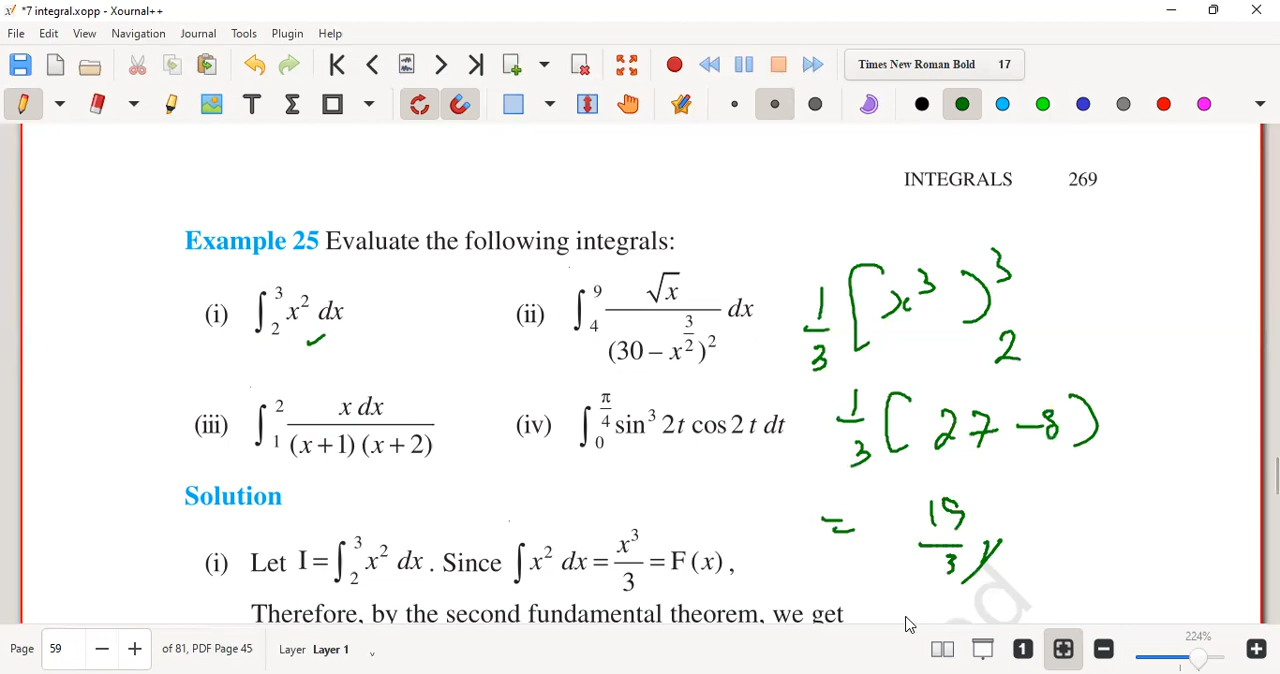 *7 integral.xopp - Xournal++
File Edit View Navigation Journal Tools Plugin Help
Times New Roman Bold 17
INTEGRALS 269
Example 25 Evaluate the following integrals:
(i) ∫₂³ x² dx (ii) ∫₄⁹ √x / (30 – x^(3/2))² dx
1/3 [x³)³₂
(iii) ∫₁² x dx / (x + 1) (x + 2) (iv) ∫₀^(π/4) sin³ 2t cos 2 t dt
1/3 (27 – 8)
Solution
= 19/3
(i) Let I = ∫₂³ x² dx . Since ∫ x² dx = x³/3 = F (x) ,
Therefore, by the second fundamental theorem, we get
Page 59 of 81, PDF Page 45 Layer Layer 1 1 224%